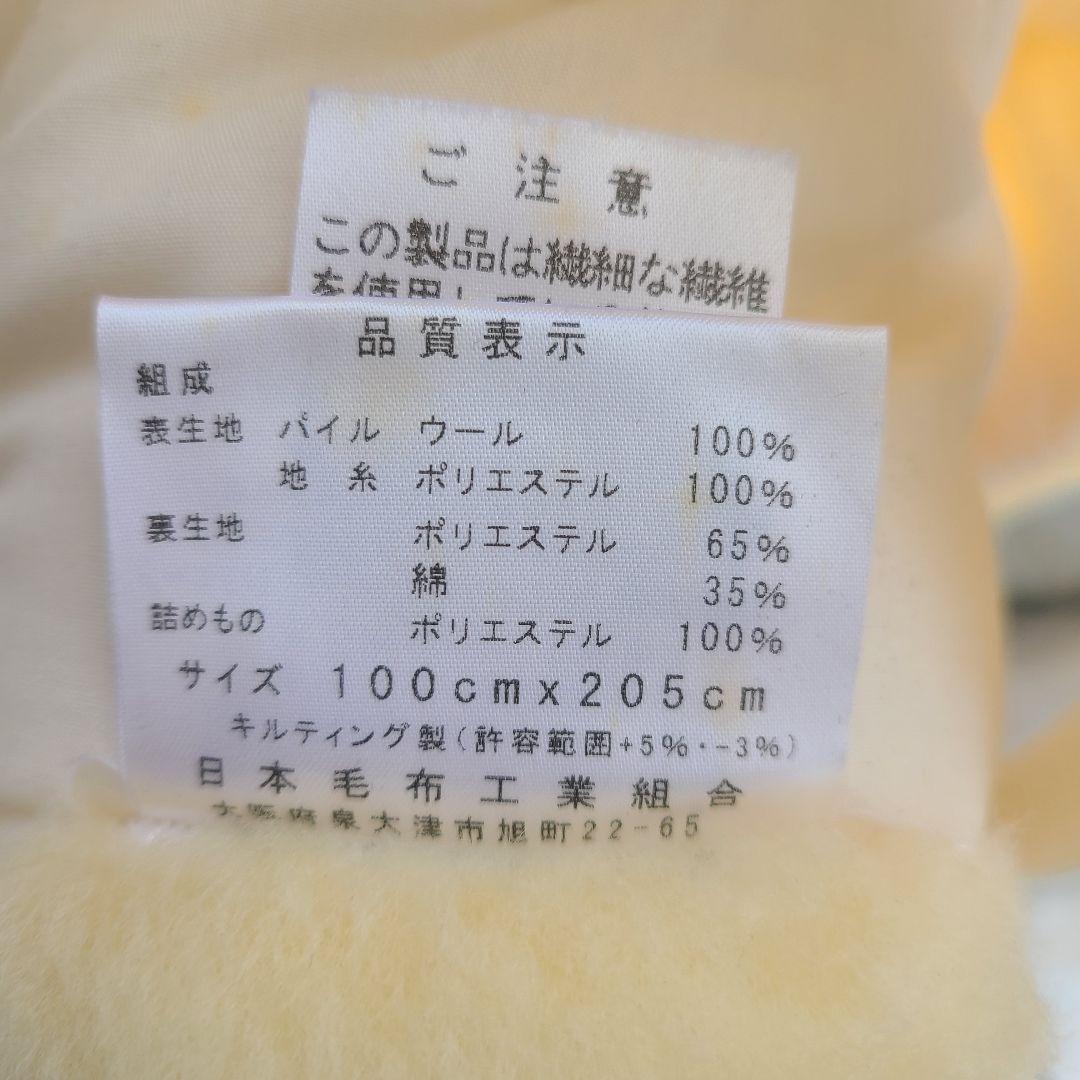 ご注意
この製品は繊細な繊維
を使用して
品質表示
組成
表生地 パイル ウール 100%
地糸 ポリエステル 100%
裏生地 ポリエステル 65%
綿 35%
詰めもの ポリエステル 100%
サイズ 100cmx205cm
キルティング製(許容範囲+5%・-3%)
日本毛布工業組合
大阪府泉大津市旭町22-65